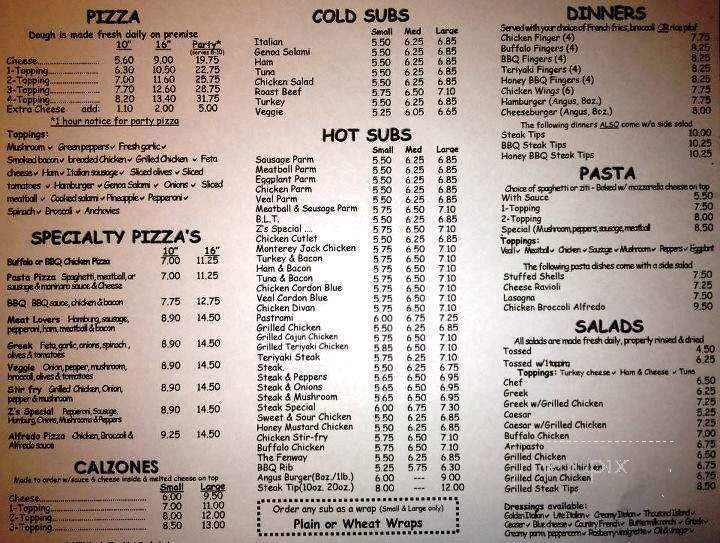 PIZZA
Dough is made fresh daily on premise
10" 16" Party*
(serves 8-10)
Cheese 5.60 9.00 19.75
1-Topping 6.30 10.50 22.75
2-Topping 7.00 11.60 25.75
3-Topping 7.70 12.60 28.75
4-Topping 8.20 13.40 31.75
Extra Cheese add: 1.10 2.00 5.00
*1 hour notice for party pizza
Toppings:
Mushroom ✓ Green peppers ✓ Fresh garlic ✓
Smoked bacon ✓ breaded Chicken ✓ Grilled Chicken ✓ Feta
cheese ✓ Ham ✓ Italian sausage ✓ Sliced olives ✓ Sliced
tomatoes ✓ Hamburger ✓ Genoa Salami ✓ Onions ✓ Sliced
meatball ✓ Cooked salami ✓ Pineapple ✓ Pepperoni ✓
Spinach ✓ Broccoli ✓ Anchovies
SPECIALTY PIZZA'S
10" 16"
Buffalo or BBQ Chicken Pizza 7.00 11.25
Pasta Pizza Spaghetti, meatball, or 7.00 11.25
sausage & marinara sauce & Cheese
BBQ BBQ sauce, chicken & bacon 7.75 12.75
Meat Lovers Hamburg, sausage, 8.90 14.50
pepperoni, ham, meatball & bacon
Greek Feta, garlic, onions, spinach, 8.90 14.50
olives & tomatoes
Veggie Onion, pepper, mushroom, 8.90 14.50
broccoli, olives & tomatoes
Stir fry Grilled Chicken, Onion, 8.90 14.50
pepper & mushroom
Z's Special Pepperoni, Sausage, 8.90 14.50
Hamburg, Onions, Mushrooms & Peppers
Alfredo Pizza Chicken, Broccoli & 9.25 14.50
Alfredo sauce
CALZONES
Made to order w/sauce & cheese inside & melted cheese on top
Small Large
Cheese 6.00 9.50
1-Topping 7.00 11.00
2-Topping 8.00 12.00
3-Topping 8.50 13.00
COLD SUBS
Small Med Large
Italian 5.50 6.25 6.85
Genoa Salami 5.50 6.25 6.85
Ham 5.50 6.25 6.85
Tuna 5.50 6.25 6.85
Chicken Salad 5.50 6.25 6.85
Roast Beef 5.75 6.50 7.10
Turkey 5.50 6.25 6.85
Veggie 5.25 6.05 6.65
HOT SUBS
Small Med Large
Sausage Parm 5.50 6.25 6.85
Meatball Parm 5.50 6.25 6.85
Eggplant Parm 5.50 6.25 6.85
Chicken Parm 5.50 6.25 6.85
Veal Parm 5.50 6.25 6.85
Meatball & Sausage Parm 5.75 6.50 7.10
B.L.T. 5.50 6.25 6.85
Z's Special .... 5.75 6.50 7.10
Chicken Cutlet 5.50 6.25 6.85
Monterey Jack Chicken 5.75 6.50 7.10
Turkey & Bacon 5.75 6.50 7.10
Ham & Bacon 5.75 6.50 7.10
Tuna & Bacon 5.75 6.50 7.10
Chicken Cordon Blue 5.75 6.50 7.10
Veal Cordon Blue 5.75 6.50 7.10
Chicken Divan 5.75 6.50 7.10
Pastrami 6.00 6.75 7.25
Grilled Chicken 5.50 6.25 6.85
Grilled Cajun Chicken 5.75 6.50 7.10
Grilled Teriyaki Chicken 5.85 6.50 7.10
Teriyaki Steak 5.75 6.50 7.10
Steak. 5.50 6.25 6.75
Steak & Peppers 5.65 6.50 6.95
Steak & Onions 5.65 6.50 6.95
Steak & Mushroom 5.65 6.50 6.95
Steak Special 6.00 6.75 7.30
Sweet & Sour Chicken 5.50 6.25 6.85
Honey Mustard Chicken 5.50 6.25 6.85
Chicken Stir-fry 5.75 6.50 7.10
Buffalo Chicken 5.75 6.50 7.10
The Fenway 5.50 6.25 6.85
BBQ Rib 5.25 5.75 6.30
Angus Burger(8oz./1lb.) 6.00 --- 9.00
Steak Tip(10oz. 20oz.) 8.00 --- 12.00
Order any sub as a wrap (Small & Large only)
Plain or Wheat Wraps
DINNERS
Served with your choice of French fries, broccoli OR rice pilaf
Chicken Finger (4) 7.75
Buffalo Fingers (4) 8.25
BBQ Fingers (4) 8.25
Teriyaki Fingers (4) 8.25
Honey BBQ Fingers (4) 8.25
Chicken Wings (6) 7.75
Hamburger (Angus, 8oz.) 7.75
Cheeseburger (Angus, 8oz.) 8.00
The following dinners ALSO come w/a side salad
Steak Tips 10.00
BBQ Steak Tips 10.25
Honey BBQ Steak Tips 10.25
PASTA
Choice of spaghetti or ziti - Baked w/ mozzarella cheese on top
With Sauce 5.50
1-Topping 7.50
2-Topping 8.00
Special (Mushroom, peppers, sausage, meatball 8.50
Toppings:
Veal ✓ Meatball ✓ Chicken ✓ Sausage ✓ Mushroom ✓ Peppers ✓ Eggplant
The following pasta dishes come with a side salad
Stuffed Shells 7.50
Cheese Ravioli 7.25
Lasagna 7.50
Chicken Broccoli Alfredo 9.50
SALADS
All salads are made fresh daily, properly rinsed & dried
Tossed 4.50
Tossed w/1 topping 6.25
Toppings: Turkey cheese ✓ Ham & Cheese ✓ Tuna
Chef 6.50
Greek 6.25
Greek w/Grilled Chicken 7.25
Caesar 5.25
Caesar w/Grilled Chicken 7.25
Buffalo Chicken 7.00
Artipasto 6.75
Grilled Chicken 6.50
Grilled Teriyaki Chicken 6.75
Grilled Cajun Chicken 6.75
Grilled Steak Tips 8.50
Dressings available:
Golden Italian ✓ Lite Italian ✓ Creamy Italian ✓ Thousand Island ✓
Ceaser ✓ Blue cheese ✓ Country French ✓ Buttermilk ranch ✓ Greek ✓
Creamy parm. peppercorn ✓ Rasberry vinaigrette ✓ Oil & vinegar ✓